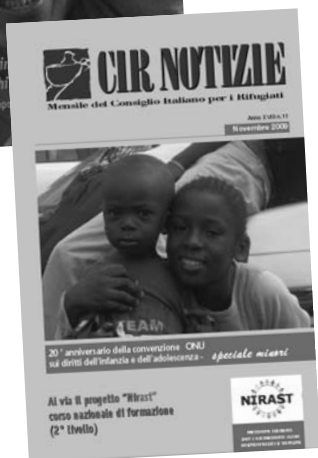 CIR NOTIZIE
Mensile del Consiglio Italiano per i Rifugiati
Novembre 2009
TEAM
20° anniversario della convenzione ONU
sui diritti dell'infanzia e dell'adolescenza - speciale minori
Al via il progetto "Nirast"
corso nazionale di formazione
(2° livello)
NIRAST